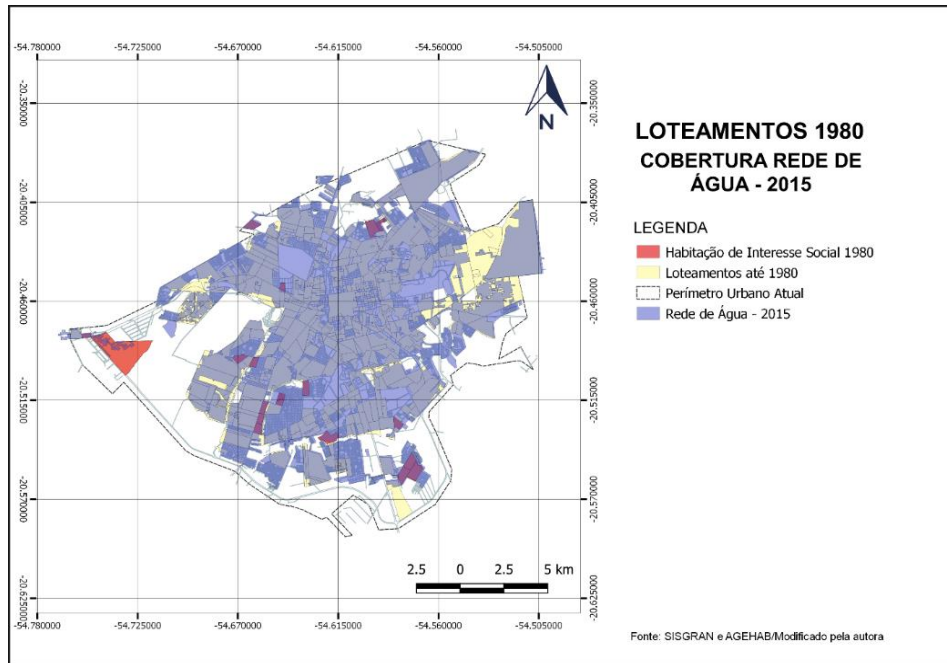 -54.780000 -54.725000 -54.670000 -54.615000 -54.560000 -54.505000
-20.350000 -20.350000
N
LOTEAMENTOS 1980
COBERTURA REDE DE
ÁGUA - 2015
-20.405000 -20.405000
LEGENDA
Habitação de Interesse Social 1980
Loteamentos até 1980
Perímetro Urbano Atual
Rede de Água - 2015
-20.460000 -20.460000
-20.515000 -20.515000
-20.570000 -20.570000
2.5 0 2.5 5 km
-20.625000 -20.625000
-54.780000 -54.725000 -54.670000 -54.615000 -54.560000 -54.505000
Fonte: SISGRAN e AGEHAB/Modificado pela autora